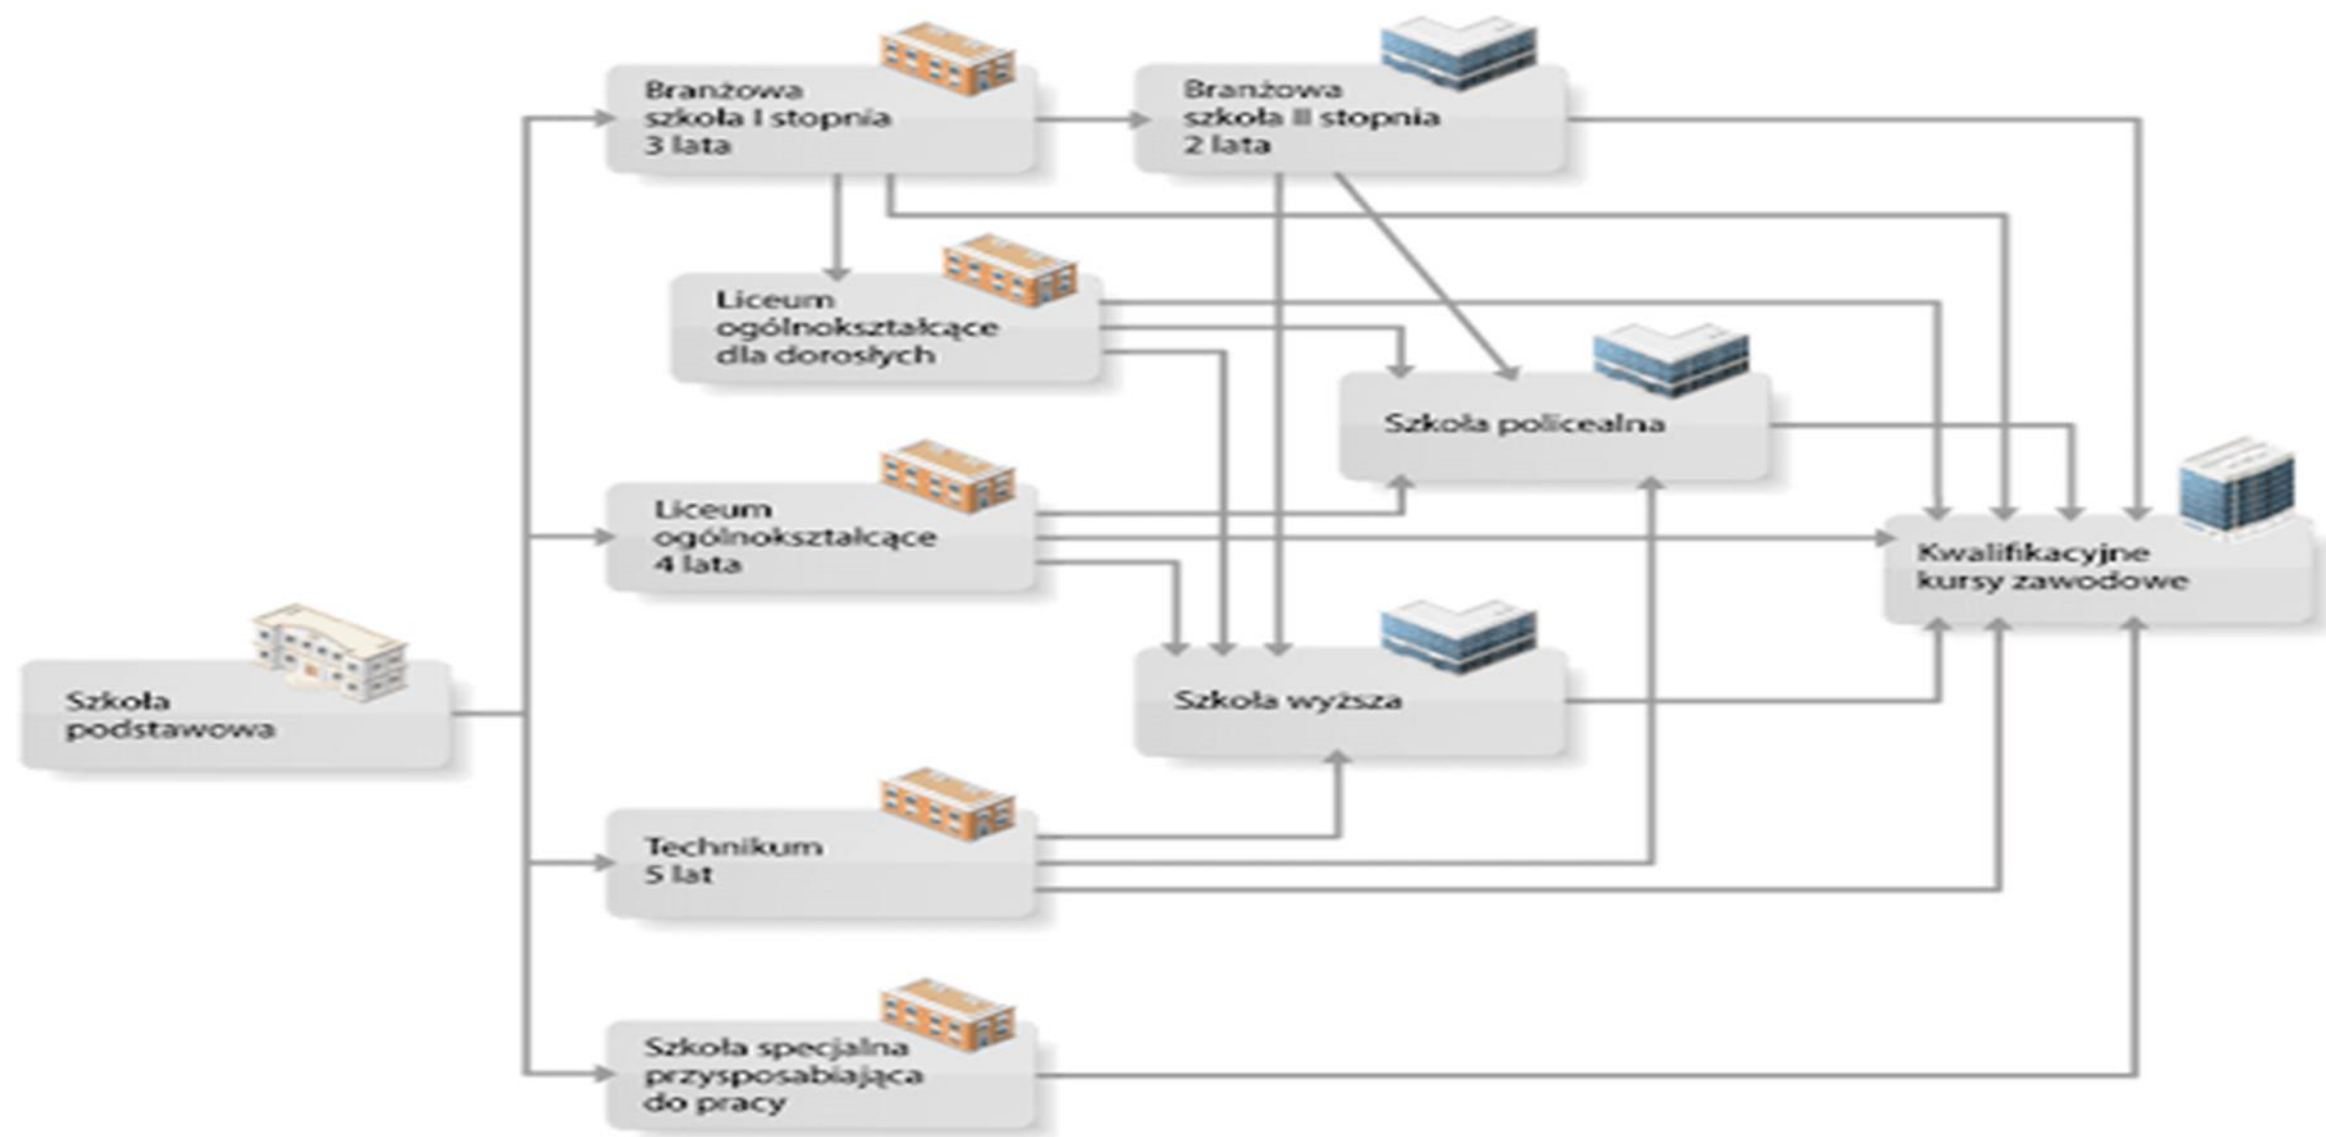 Branżowa
szkoła I stopnia
3 lata
Branżowa
szkoła II stopnia
2 lata
Liceum
ogólnokształcące
dla dorosłych
Szkoła policealna
Liceum
ogólnokształcące
4 lata
Kwalifikacyjne
kursy zawodowe
Szkoła
podstawowa
Szkoła wyższa
Technikum
5 lat
Szkoła specjalna
przysposabiająca
do pracy